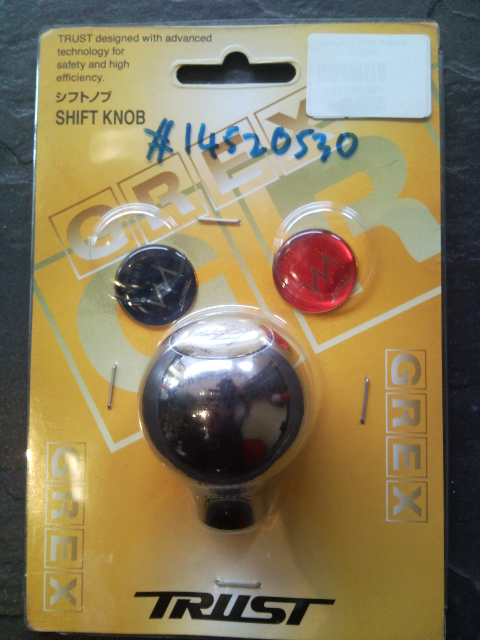 TRUST designed with advanced
technology for
safety and high
efficiency.
シフトノブ
SHIFT KNOB
#14520530
GREX
GR
GREX
GREX
TRUST